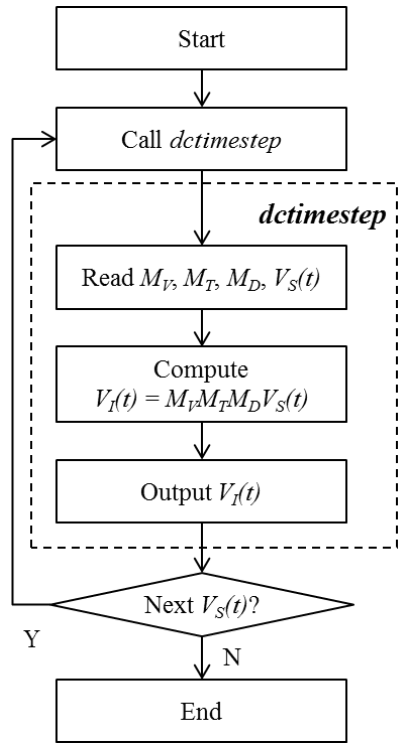 Start
Call dctimestep
dctimestep
Read M_V, M_T, M_D, V_S(t)
Compute
V_I(t) = M_VM_TM_DV_S(t)
Output V_I(t)
Next V_S(t)?
Y
N
End